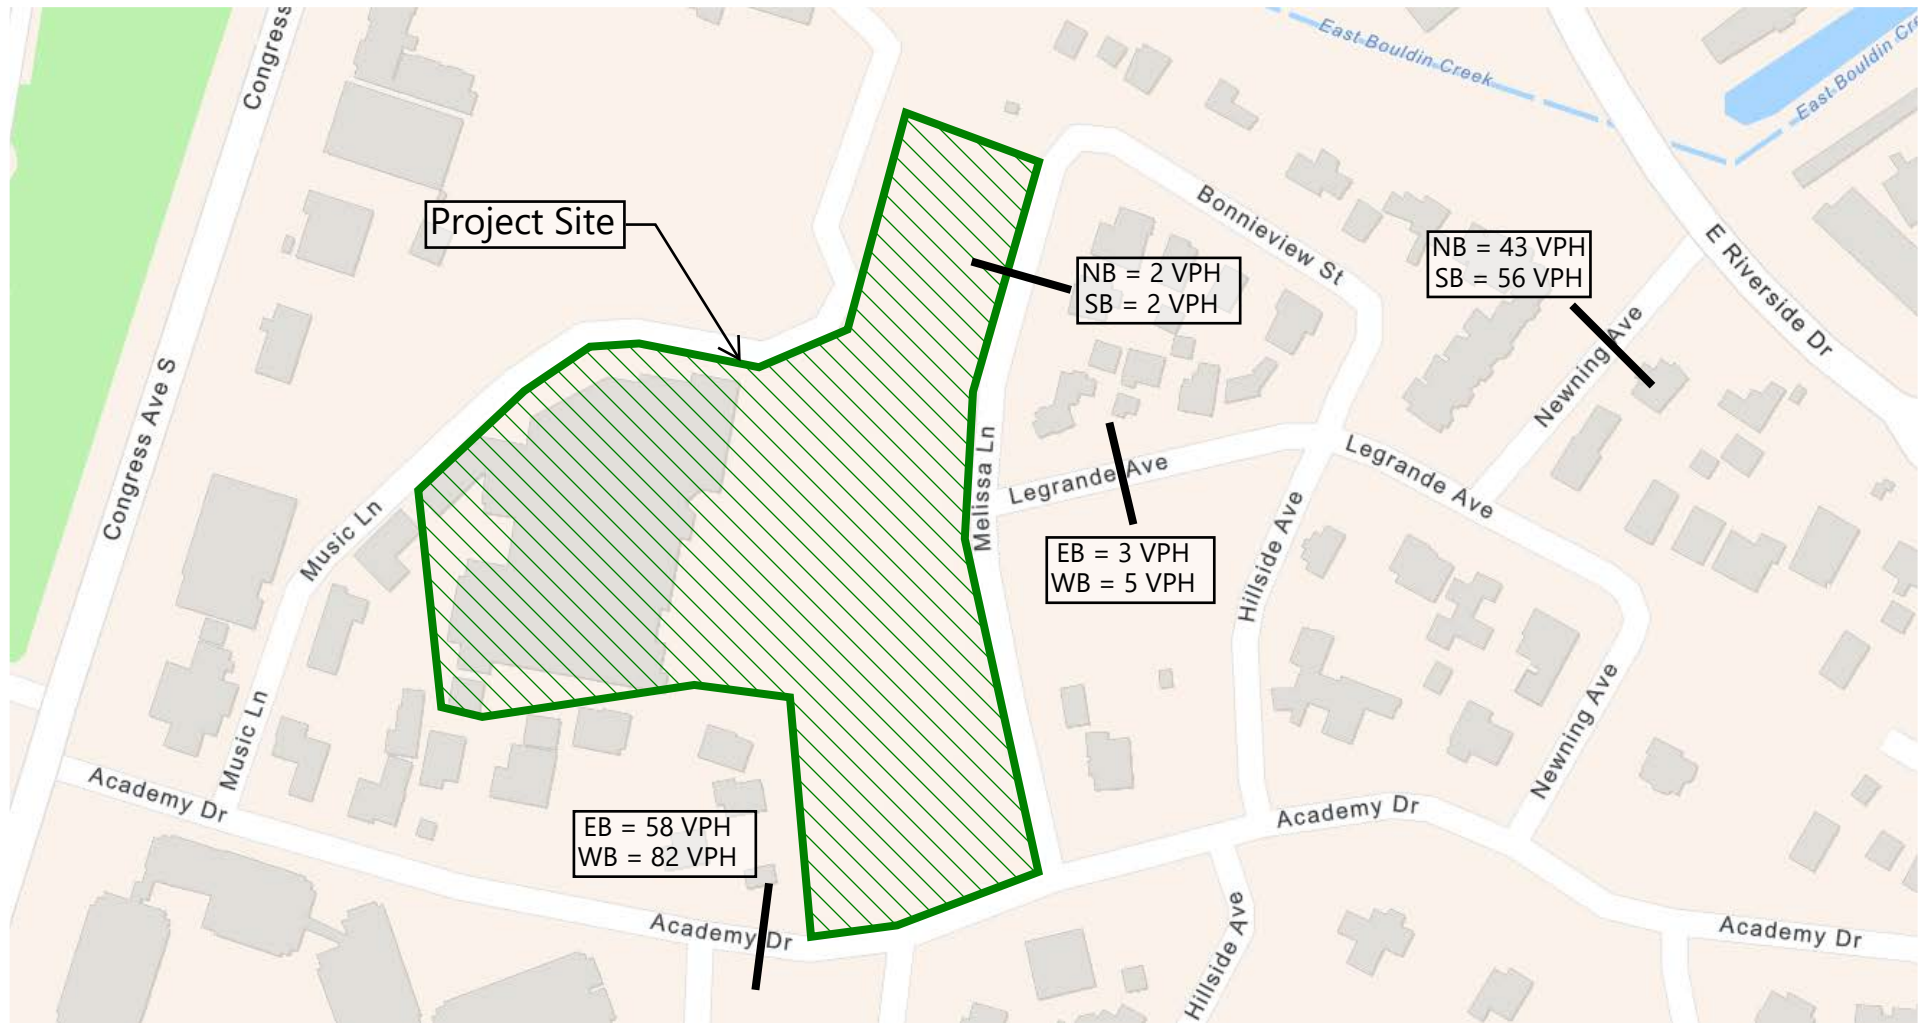 Congress
East Bouldin Creek
East Bouldin Cre
Project Site
Bonnieview St
NB = 2 VPH
SB = 2 VPH
NB = 43 VPH
SB = 56 VPH
E Riverside Dr
Newning Ave
Congress Ave S
Melissa Ln
Legrande Ave
Legrande Ave
Music Ln
Hillside Ave
EB = 3 VPH
WB = 5 VPH
Music Ln
Newning Ave
Academy Dr
Academy Dr
EB = 58 VPH
WB = 82 VPH
Academy Dr
Hillside Ave
Academy Dr